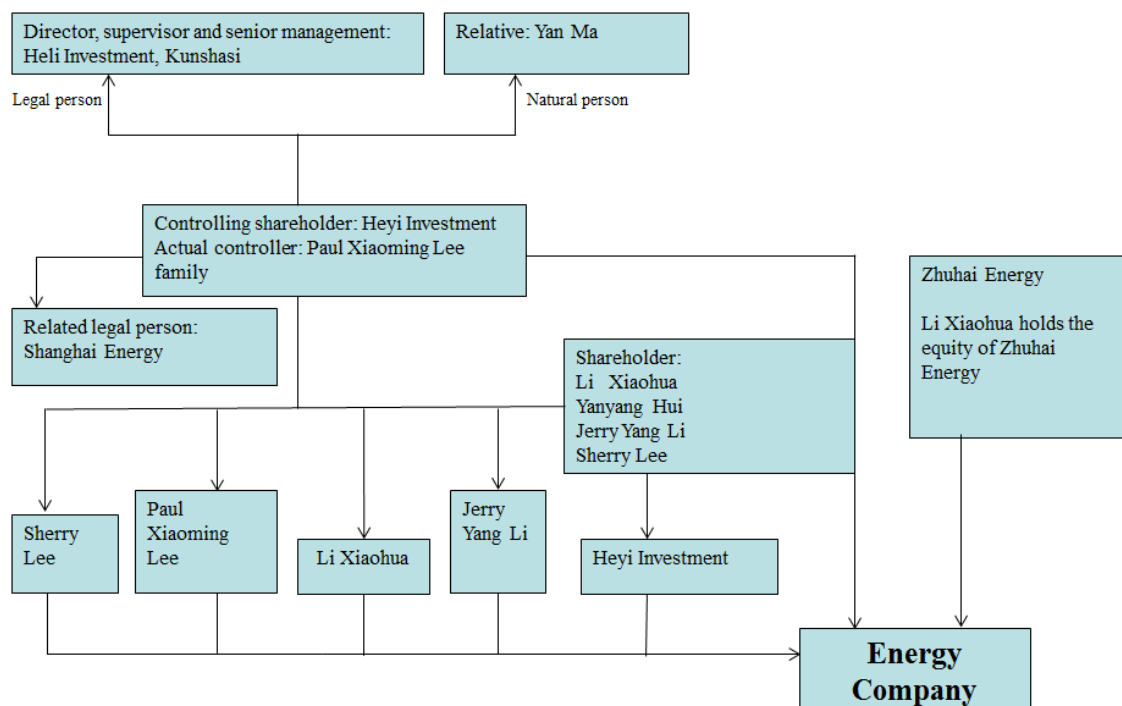 Director, supervisor and senior management:
Heli Investment, Kunshasi
Relative: Yan Ma
Legal person
Natural person
Controlling shareholder: Heyi Investment
Actual controller: Paul Xiaoming Lee
family
Related legal person:
Shanghai Energy
Zhuhai Energy
Li Xiaohua holds the
equity of Zhuhai
Energy
Shareholder:
Li Xiaohua
Yanyang Hui
Jerry Yang Li
Sherry Lee
Sherry
Lee
Paul
Xiaoming
Lee
Li Xiaohua
Jerry
Yang Li
Heyi Investment
Energy
Company